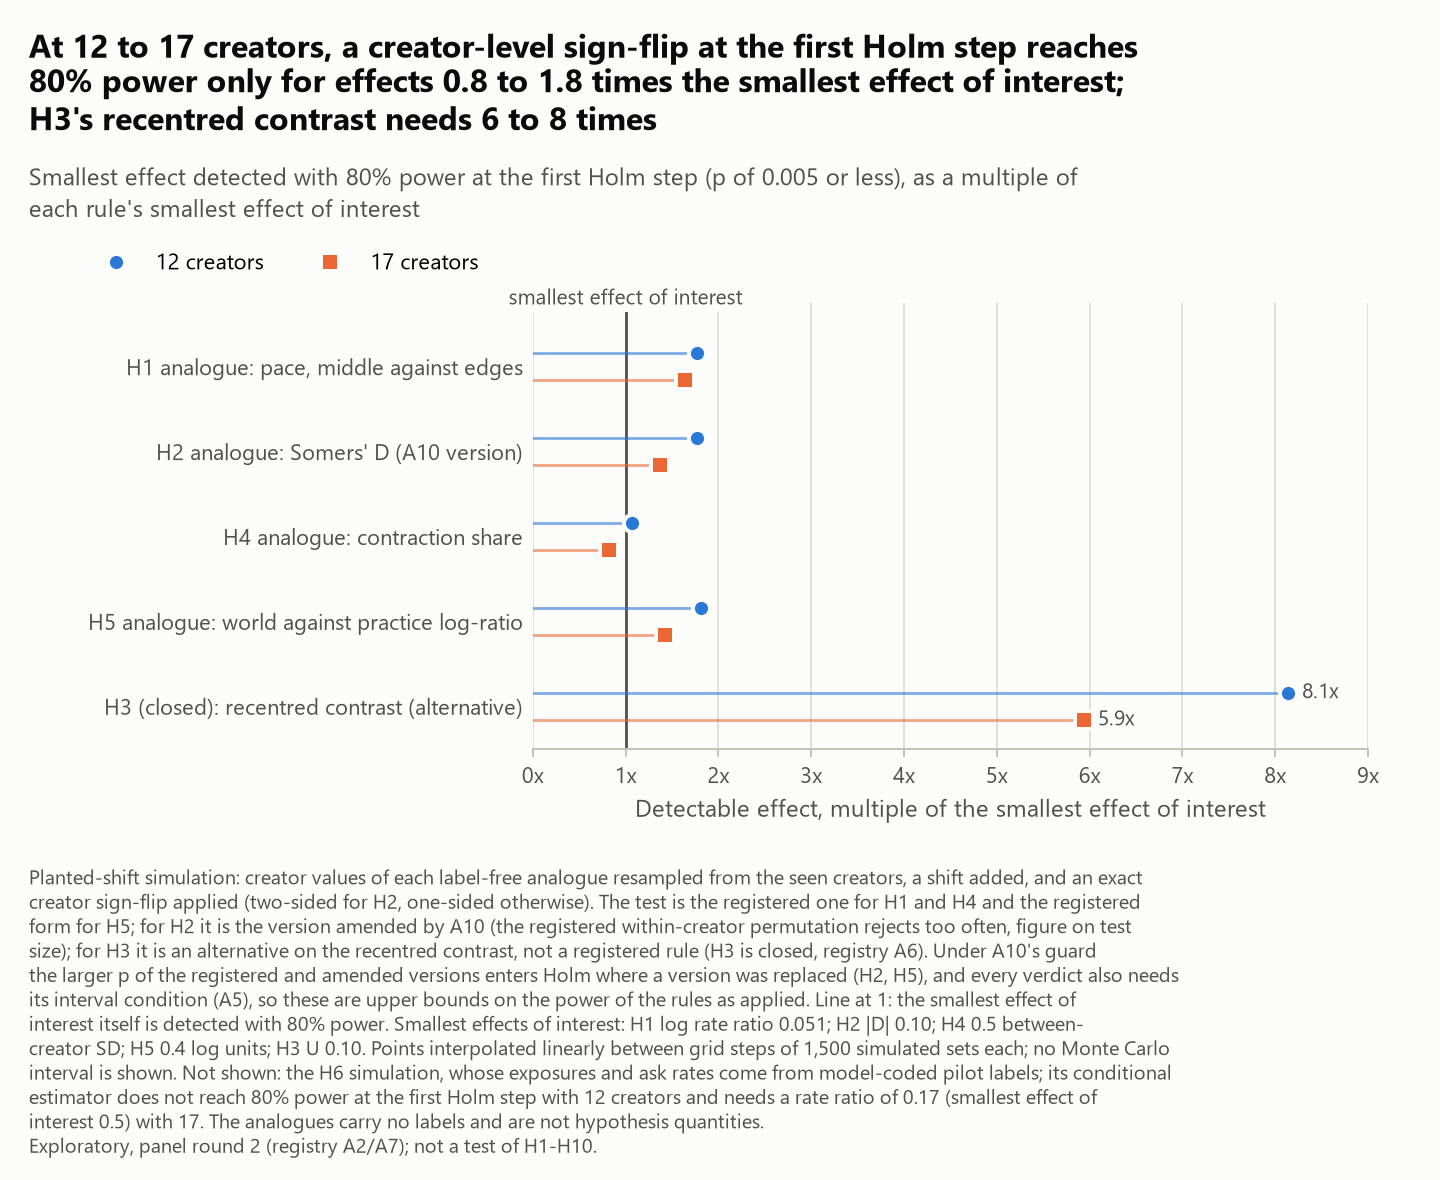 At 12 to 17 creators, a creator-level sign-flip at the first Holm step reaches
80% power only for effects 0.8 to 1.8 times the smallest effect of interest;
H3's recentred contrast needs 6 to 8 times
Smallest effect detected with 80% power at the first Holm step (p of 0.005 or less), as a multiple of
each rule's smallest effect of interest
12 creators 17 creators
smallest effect of interest
H1 analogue: pace, middle against edges
H2 analogue: Somers' D (A10 version)
H4 analogue: contraction share
H5 analogue: world against practice log-ratio
8.1x
H3 (closed): recentred contrast (alternative)
5.9x
0x 1x 2x 3x 4x 5x 6x 7x 8x 9x
Detectable effect, multiple of the smallest effect of interest
Planted-shift simulation: creator values of each label-free analogue resampled from the seen creators, a shift added, and an exact
creator sign-flip applied (two-sided for H2, one-sided otherwise). The test is the registered one for H1 and H4 and the registered
form for H5; for H2 it is the version amended by A10 (the registered within-creator permutation rejects too often, figure on test
size); for H3 it is an alternative on the recentred contrast, not a registered rule (H3 is closed, registry A6). Under A10's guard
the larger p of the registered and amended versions enters Holm where a version was replaced (H2, H5), and every verdict also needs
its interval condition (A5), so these are upper bounds on the power of the rules as applied. Line at 1: the smallest effect of
interest itself is detected with 80% power. Smallest effects of interest: H1 log rate ratio 0.051; H2 |D| 0.10; H4 0.5 between-
creator SD; H5 0.4 log units; H3 U 0.10. Points interpolated linearly between grid steps of 1,500 simulated sets each; no Monte Carlo
interval is shown. Not shown: the H6 simulation, whose exposures and ask rates come from model-coded pilot labels; its conditional
estimator does not reach 80% power at the first Holm step with 12 creators and needs a rate ratio of 0.17 (smallest effect of
interest 0.5) with 17. The analogues carry no labels and are not hypothesis quantities.
Exploratory, panel round 2 (registry A2/A7); not a test of H1-H10.